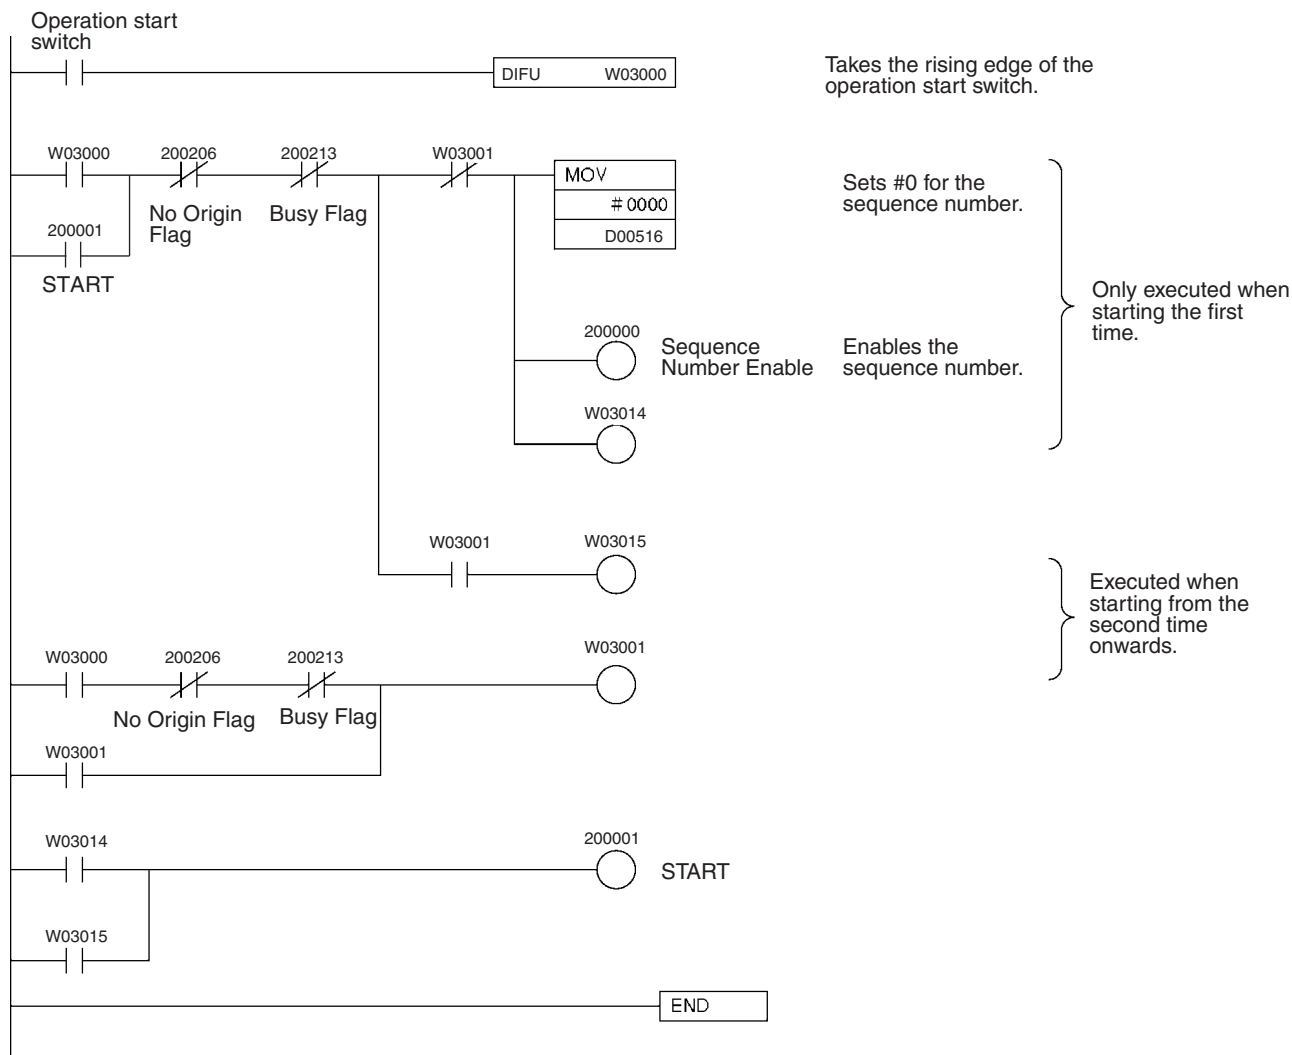 Operation start
switch
DIFU W03000
Takes the rising edge of the
operation start switch.
W03000 200206 200213 W03001
MOV
Sets #0 for the
sequence number.
# 0000
No Origin
Flag
Busy Flag
200001
D00516
START
Only executed when
starting the first
time.
200000
Sequence
Number Enable
Enables the
sequence number.
W03014
W03001 W03015
Executed when
starting from the
second time
onwards.
W03000 200206 200213 W03001
No Origin Flag Busy Flag
W03001
W03014 200001
START
W03015
END